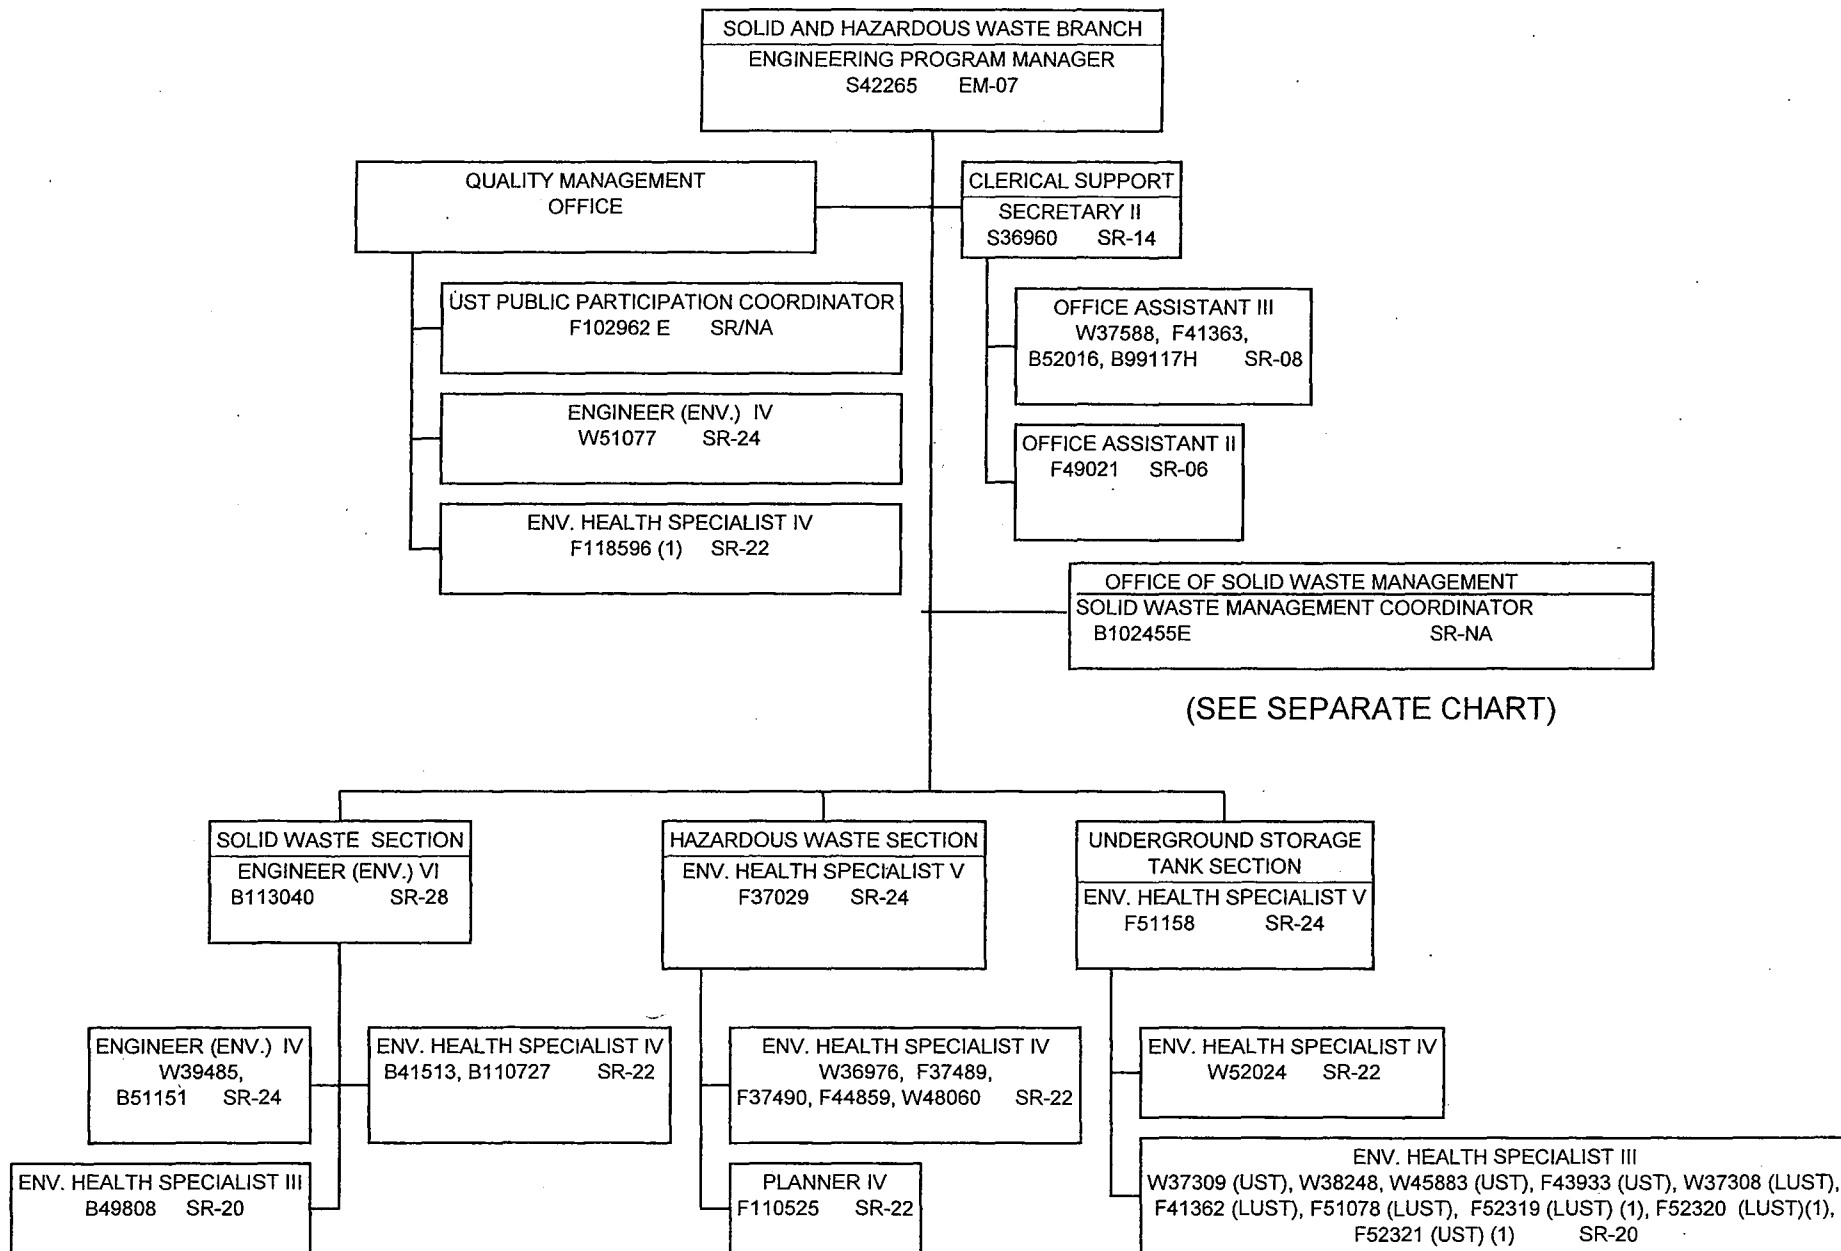 SOLID AND HAZARDOUS WASTE BRANCH
ENGINEERING PROGRAM MANAGER
S42265 EM-07
QUALITY MANAGEMENT
OFFICE
CLERICAL SUPPORT
SECRETARY II
S36960 SR-14
UST PUBLIC PARTICIPATION COORDINATOR
F102962 E SR/NA
ENGINEER (ENV.) IV
W51077 SR-24
ENV. HEALTH SPECIALIST IV
F118596 (1) SR-22
OFFICE ASSISTANT III
W37588, F41363,
B52016, B99117H SR-08
OFFICE ASSISTANT II
F49021 SR-06
OFFICE OF SOLID WASTE MANAGEMENT
SOLID WASTE MANAGEMENT COORDINATOR
B102455E SR-NA
(SEE SEPARATE CHART)
SOLID WASTE SECTION
ENGINEER (ENV.) VI
B113040 SR-28
HAZARDOUS WASTE SECTION
ENV. HEALTH SPECIALIST V
F37029 SR-24
UNDERGROUND STORAGE
TANK SECTION
ENV. HEALTH SPECIALIST V
F51158 SR-24
ENGINEER (ENV.) IV
W39485,
B51151 SR-24
ENV. HEALTH SPECIALIST IV
B41513, B110727 SR-22
ENV. HEALTH SPECIALIST III
B49808 SR-20
ENV. HEALTH SPECIALIST IV
W36976, F37489,
F37490, F44859, W48060 SR-22
PLANNER IV
F110525 SR-22
ENV. HEALTH SPECIALIST IV
W52024 SR-22
ENV. HEALTH SPECIALIST III
W37309 (UST), W38248, W45883 (UST), F43933 (UST), W37308 (LUST),
F41362 (LUST), F51078 (LUST), F52319 (LUST) (1), F52320 (LUST)(1),
F52321 (UST) (1) SR-20